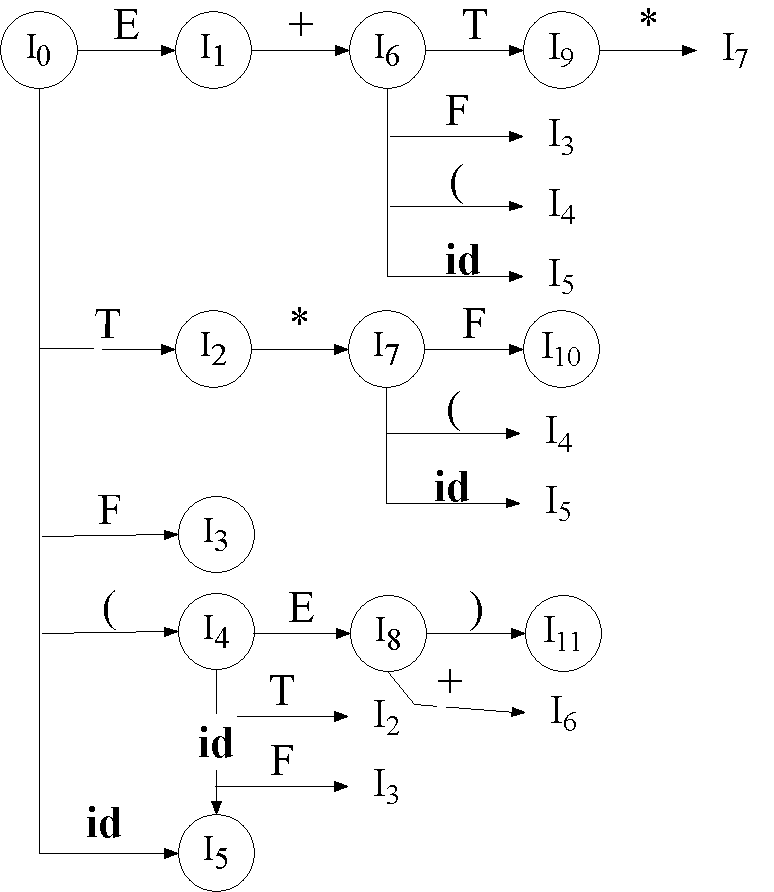 E + T *
I0 I1 I6 I9 I7
F
I3
(
I4
id
I5
T * F
I2 I7 I10
(
I4
id
I5
F
I3
( E )
I4 I8 I11
T +
I2 I6
id
F
I3
id
I5